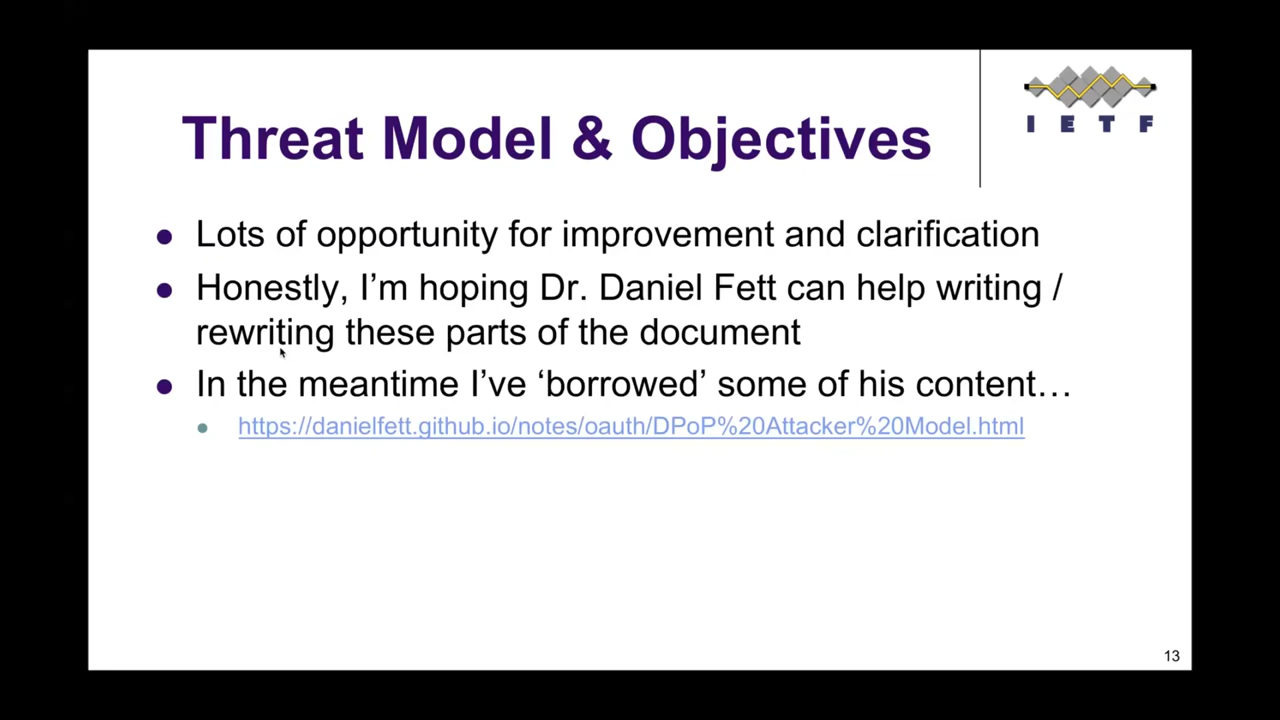 Threat Model & Objectives
I E T F
Lots of opportunity for improvement and clarification
Honestly, I’m hoping Dr. Daniel Fett can help writing /
rewriting these parts of the document
In the meantime I’ve ‘borrowed’ some of his content…
https://danielfett.github.io/notes/oauth/DPoP%20Attacker%20Model.html
13